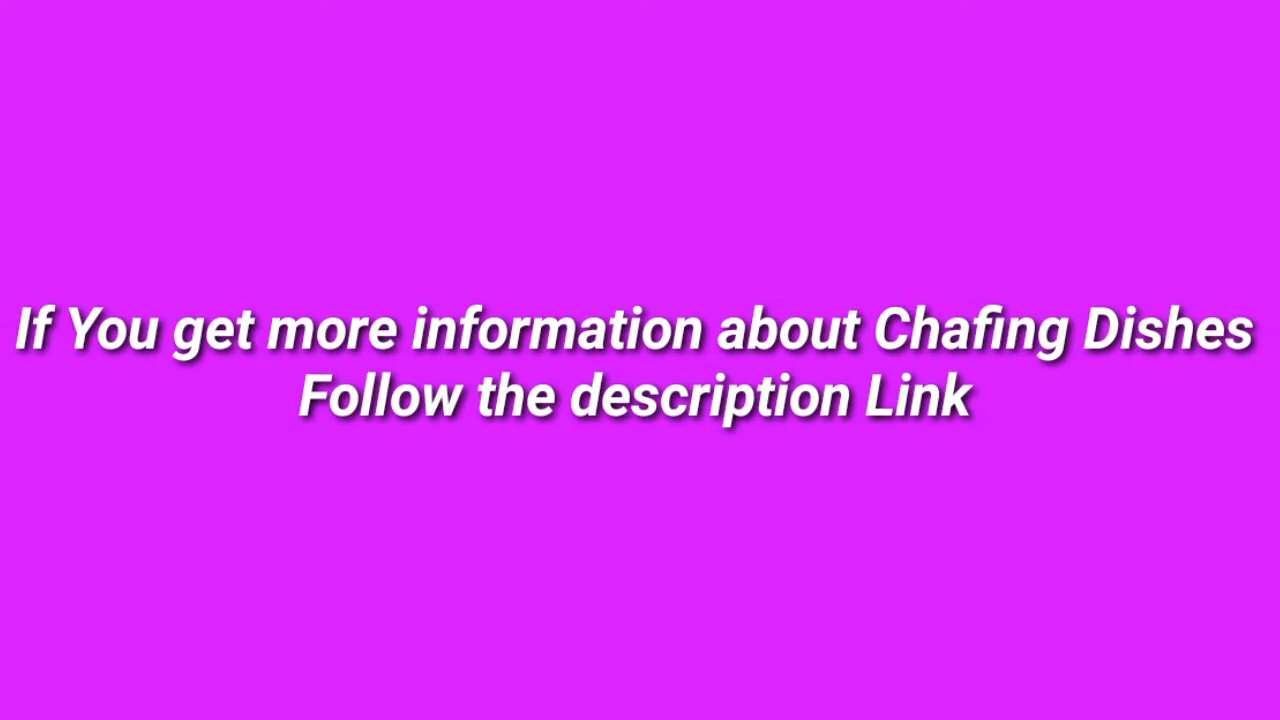 If You get more information about Chafing Dishes
Follow the description Link